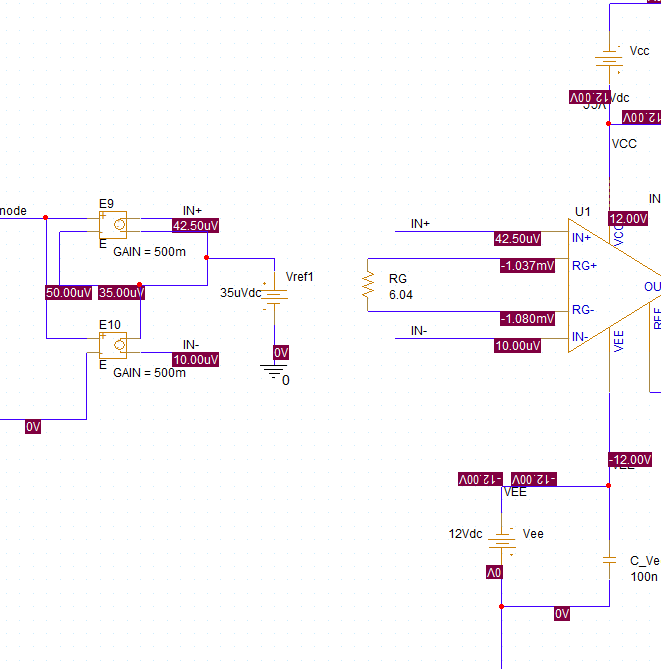 Vcc
-12.00V
Vdc
12.00V
VCC
node
E9
IN+
42.50uV
E
GAIN = 500m
50.00uV
35.00uV
Vref1
35uVdc
E10
IN-
10.00uV
E
GAIN = 500m
0V
0
0V
IN+
42.50uV
-1.037mV
RG
6.04
-1.080mV
IN-
10.00uV
U1
12.00V
VCC
IN+
RG+
RG-
IN-
VEE
IN
OU
REF
-12.00V
-12.00V
-12.00V
VEE
12Vdc
Vee
0V
C_Ve
100n
0V